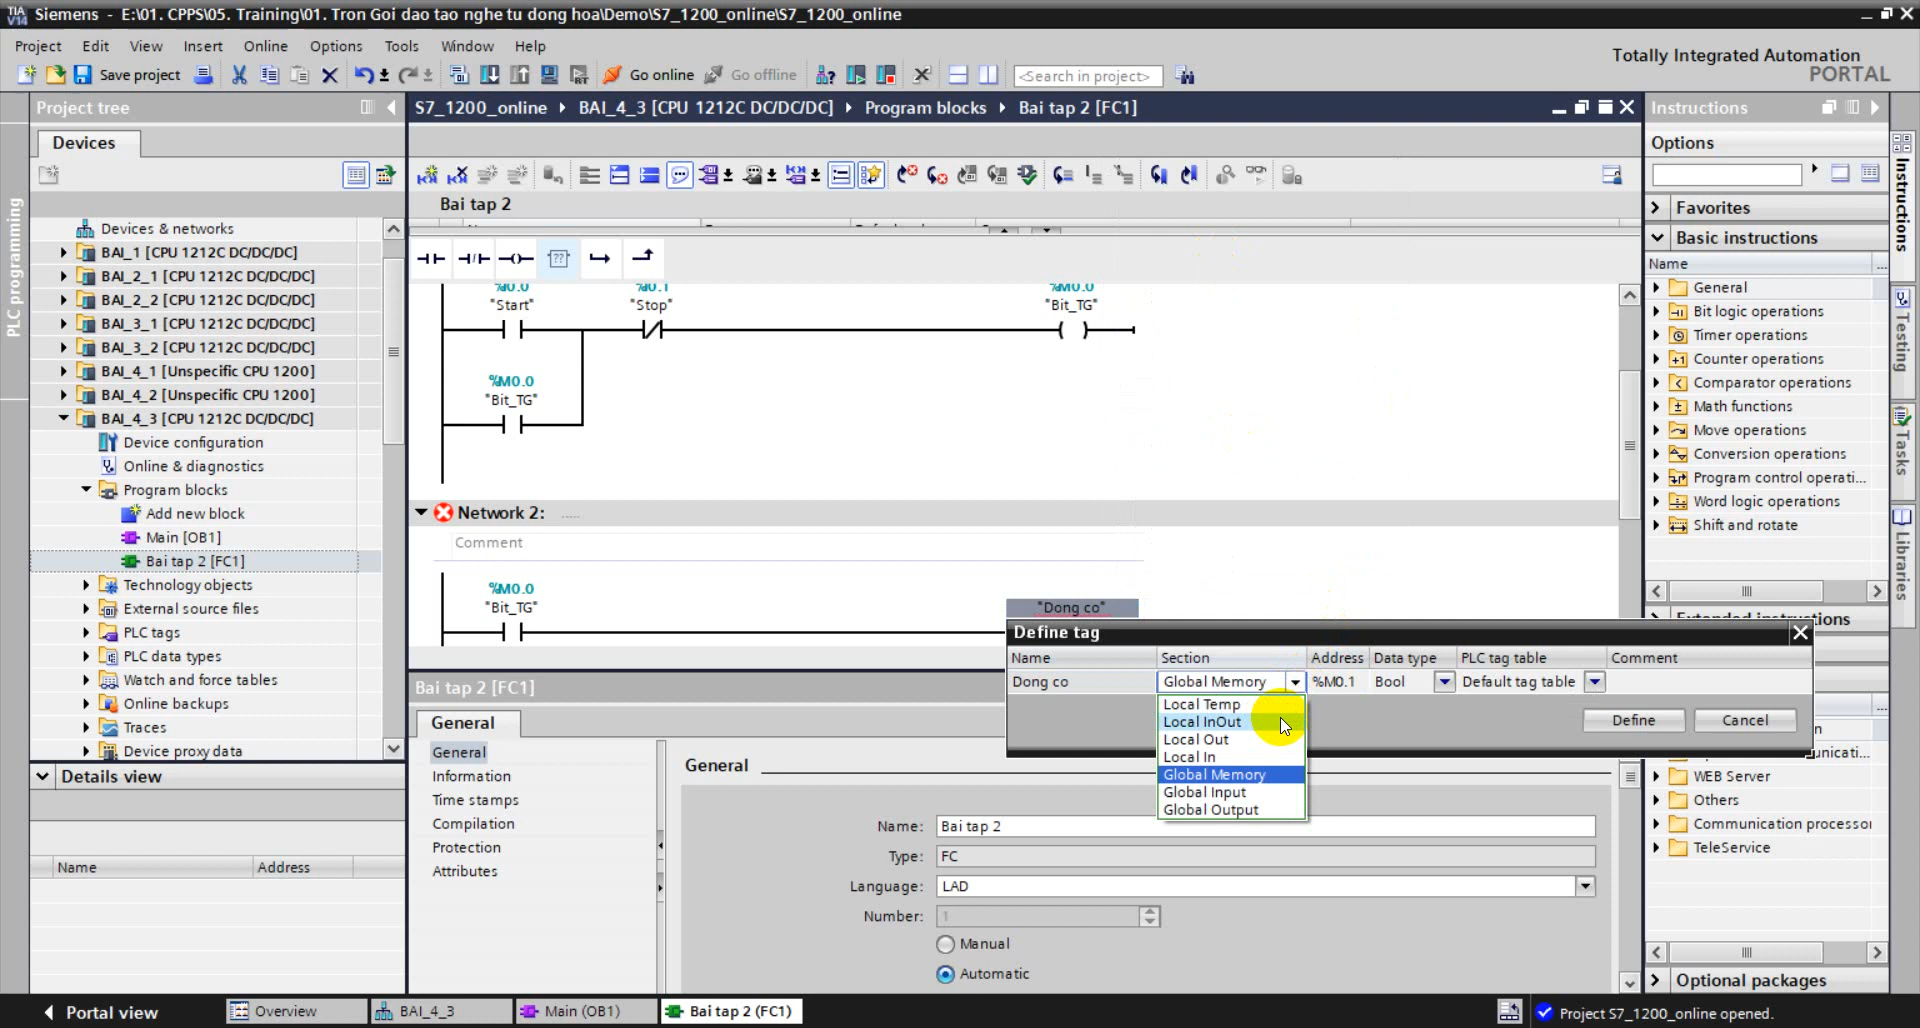 TIA V14 Siemens - E:\01. CPPS\05. Training\01. Tron Goi dao tao nghe tu dong hoa\Demo\S7_1200_online\S7_1200_online
Project Edit View Insert Online Options Tools Window Help
Totally Integrated Automation
PORTAL
Save project Go online Go offline <Search in project>
Project tree
S7_1200_online BAI_4_3 [CPU 1212C DC/DC/DC] Program blocks Bai tap 2 [FC1]
Instructions
Devices
Options
Bai tap 2
PLC programming
Devices & networks
BAI_1 [CPU 1212C DC/DC/DC]
BAI_2_1 [CPU 1212C DC/DC/DC]
BAI_2_2 [CPU 1212C DC/DC/DC]
BAI_3_1 [CPU 1212C DC/DC/DC]
BAI_3_2 [CPU 1212C DC/DC/DC]
BAI_4_1 [Unspecific CPU 1200]
BAI_4_2 [Unspecific CPU 1200]
BAI_4_3 [CPU 1212C DC/DC/DC]
Device configuration
Online & diagnostics
Program blocks
Add new block
Main [OB1]
Bai tap 2 [FC1]
Technology objects
External source files
PLC tags
PLC data types
Watch and force tables
Online backups
Traces
Device proxy data
Details view
Name Address
??
%I0.0 %I0.1 %M0.0
"Start" "Stop" "Bit_TG"
%M0.0
"Bit_TG"
Network 2: .....
Comment
%M0.0
"Bit_TG"
"Dong co"
Define tag
Name Section Address Data type PLC tag table Comment
Dong co Global Memory %M0.1 Bool Default tag table
Local Temp
Local InOut
Local Out
Local In
Global Memory
Global Input
Global Output
Define Cancel
Bai tap 2 [FC1]
General
General
Information
Time stamps
Compilation
Protection
Attributes
General
Name: Bai tap 2
Type: FC
Language: LAD
Number: 1
Manual
Automatic
Favorites
Basic instructions
Name ...
General
Bit logic operations
Timer operations
Counter operations
Comparator operations
Math functions
Move operations
Conversion operations
Program control operati...
Word logic operations
Shift and rotate
WEB Server
Others
Communication processor
TeleService
Optional packages
Instructions
Testing
Tasks
Libraries
Portal view Overview BAI_4_3 Main (OB1) Bai tap 2 (FC1) Project S7_1200_online opened.